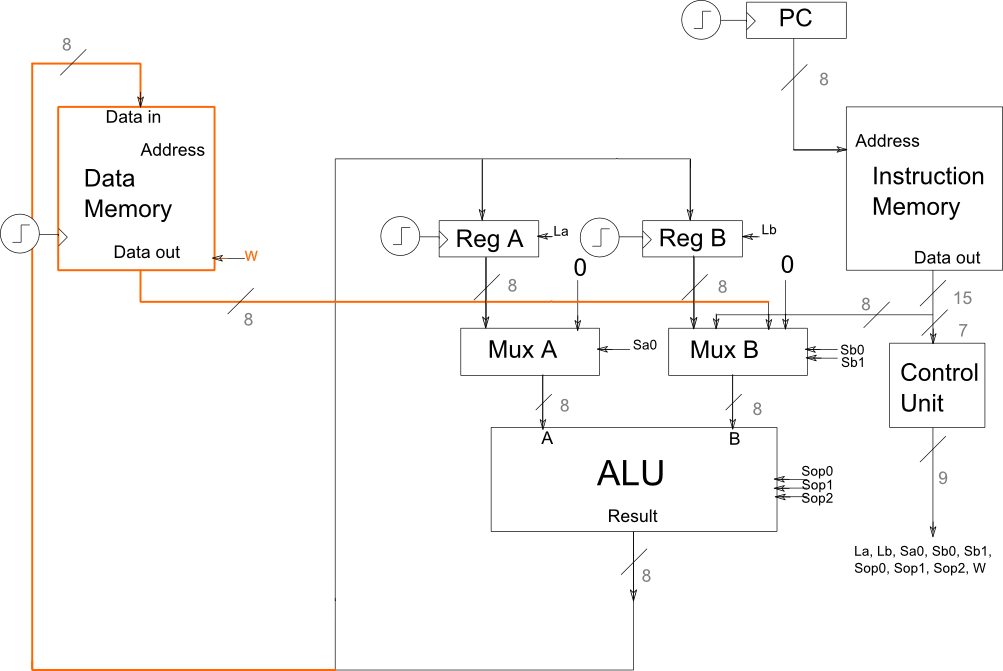 PC
8
8
Data in
Address
Data
Memory
Data out
W
8
Address
Instruction
Memory
Data out
15
7
8
Reg A
La
Reg B
Lb
8
0
8
0
Mux A
Sa0
Mux B
Sb0
Sb1
Control
Unit
8
8
A
B
ALU
Sop0
Sop1
Sop2
Result
8
9
La, Lb, Sa0, Sb0, Sb1,
Sop0, Sop1, Sop2, W